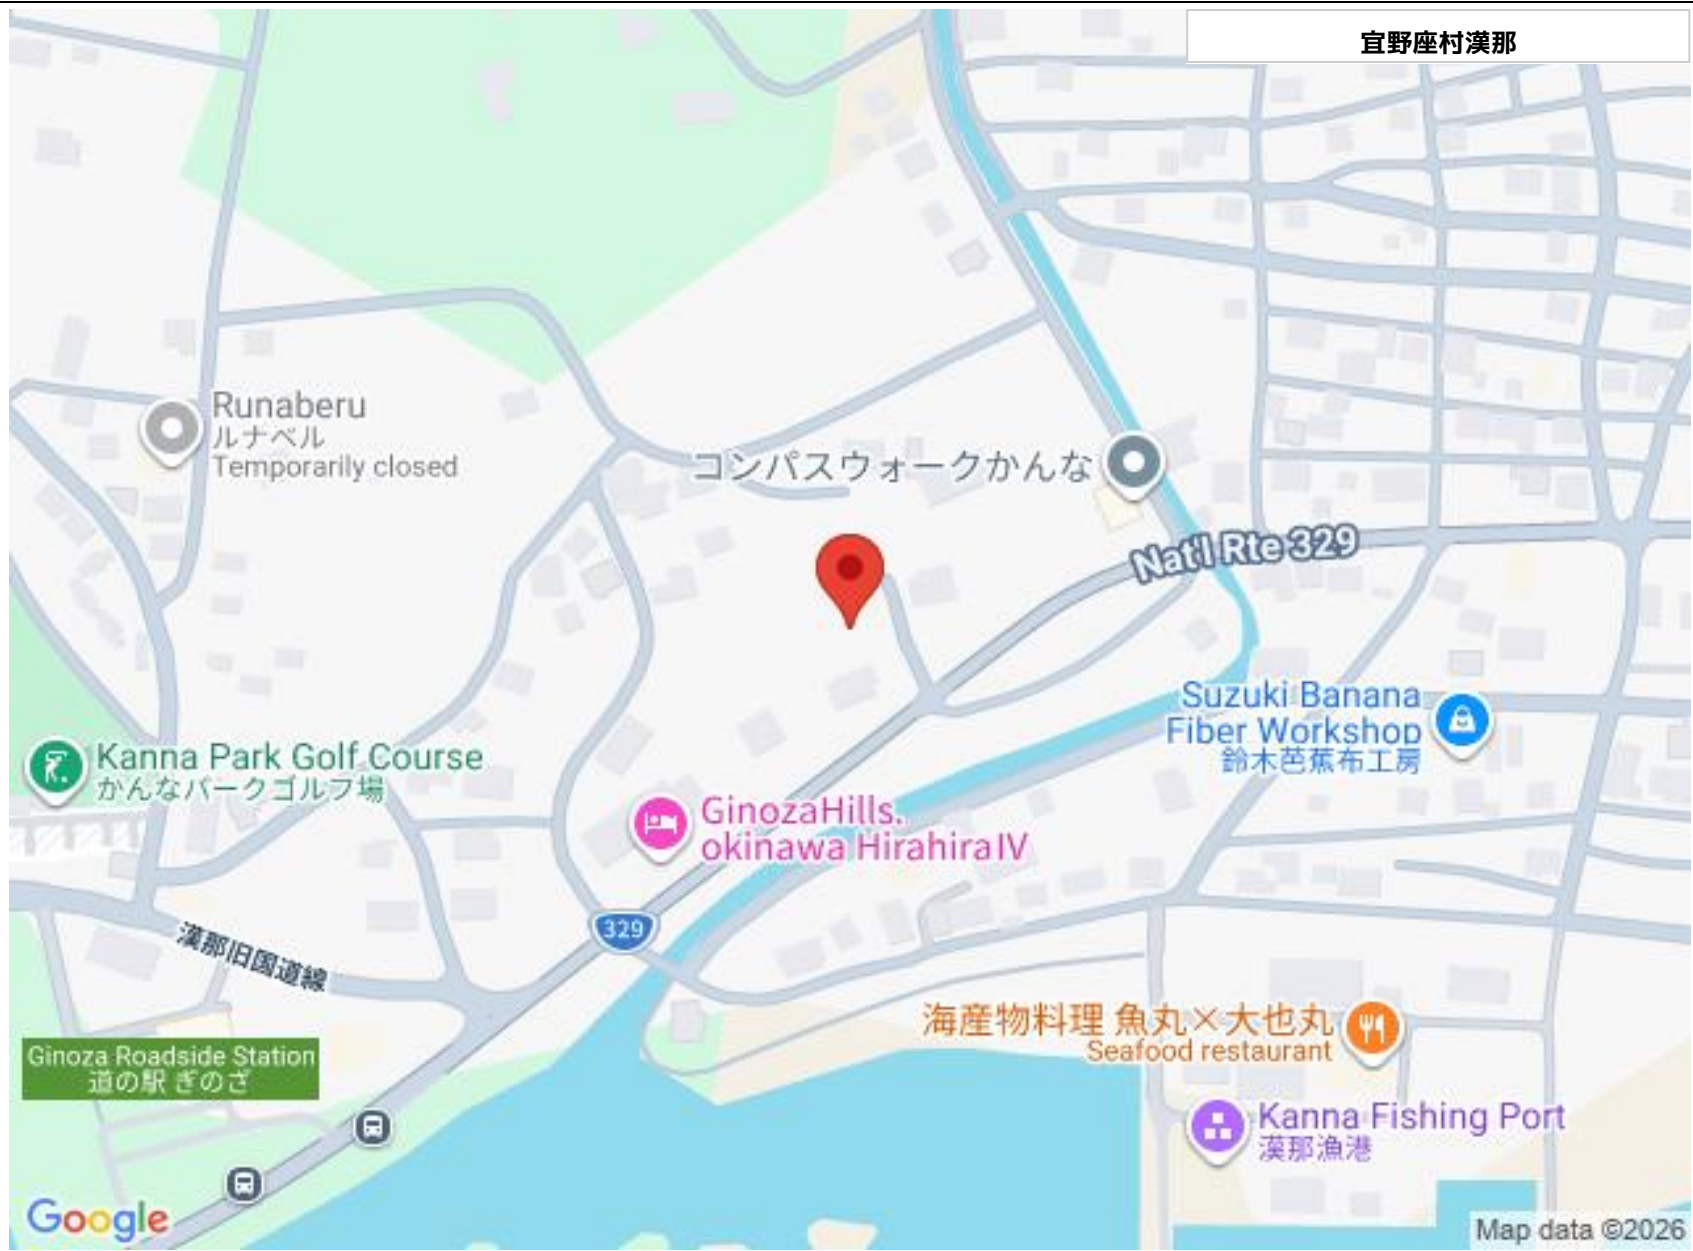 宜野座村漢那
Runaberu
ルナベル
Temporarily closed
コンパスウォークかんな
Nat'l Rte 329
Suzuki Banana
Fiber Workshop
鈴木芭蕉布工房
Kanna Park Golf Course
かんなパークゴルフ場
GinozaHills.
okinawa HirahiraIV
329
漢那旧国道線
海産物料理 魚丸×大也丸
Seafood restaurant
Ginoza Roadside Station
道の駅 ぎのざ
Kanna Fishing Port
漢那漁港
Google
Map data ©2026